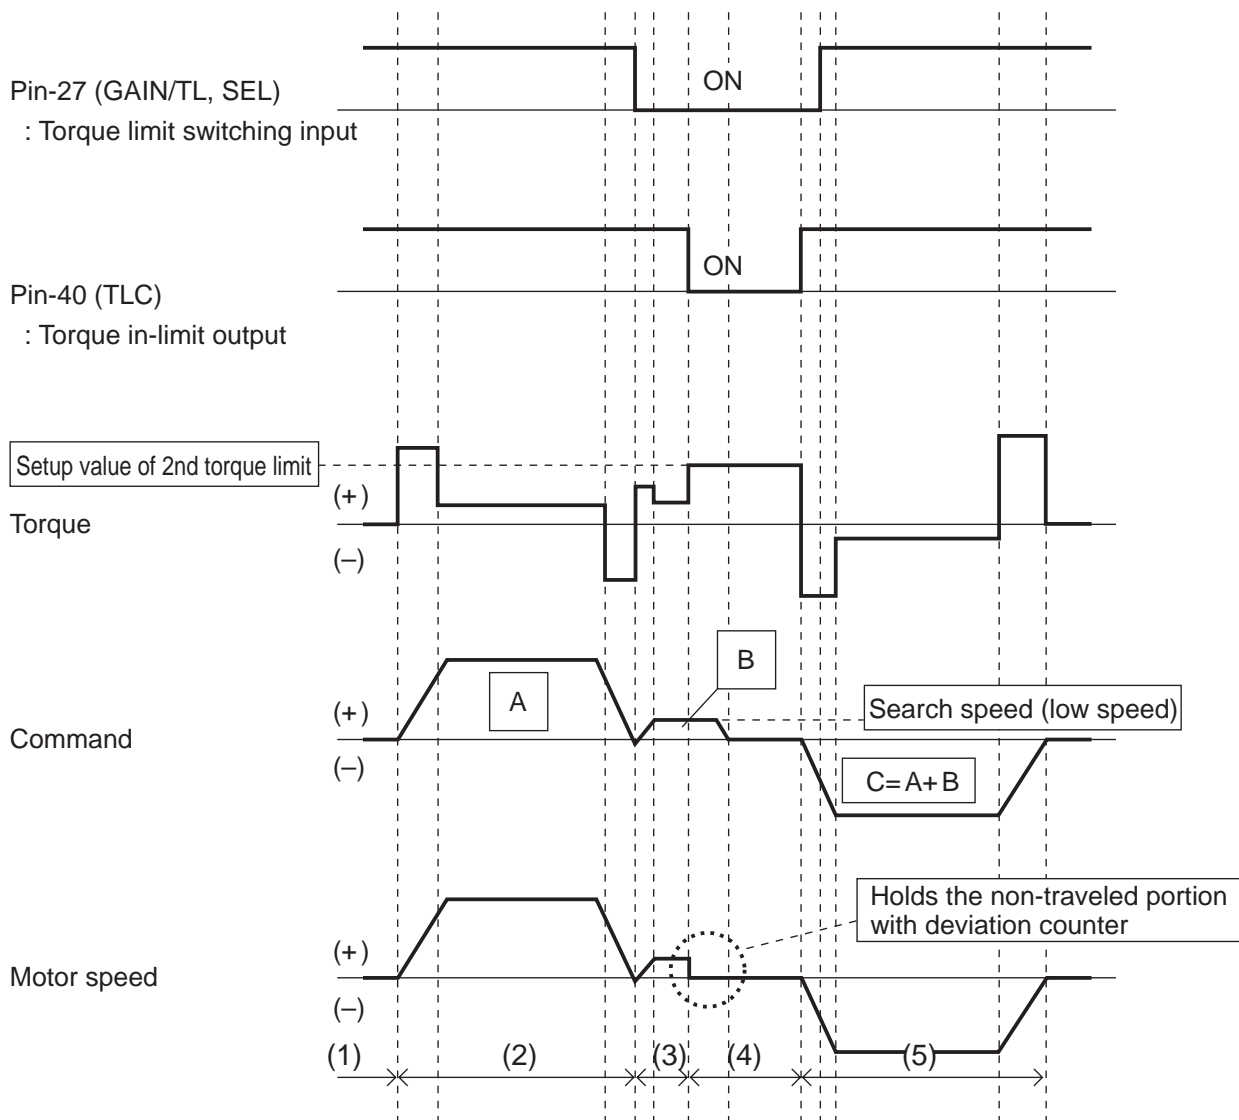 Pin-27 (GAIN/TL, SEL)
: Torque limit switching input
ON
Pin-40 (TLC)
: Torque in-limit output
ON
Setup value of 2nd torque limit
(+)
Torque
(–)
B
A
Search speed (low speed)
(+)
Command
(–)
C=A+B
Holds the non-traveled portion
with deviation counter
(+)
Motor speed
(–)
(1) (2) (3) (4) (5)